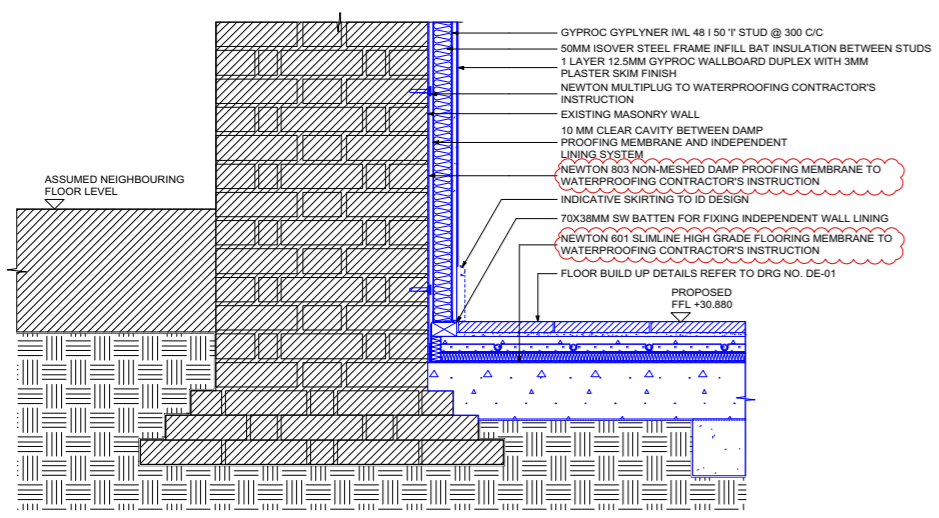 GYPROC GYPLYNER IWL 48 I 50 'I' STUD @ 300 C/C
50MM ISOVER STEEL FRAME INFILL BAT INSULATION BETWEEN STUDS
1 LAYER 12.5MM GYPROC WALLBOARD DUPLEX WITH 3MM
PLASTER SKIM FINISH
NEWTON MULTIPLUG TO WATERPOOFING CONTRACTOR'S
INSTRUCTION
EXISTING MASONRY WALL
10 MM CLEAR CAVITY BETWEEN DAMP
PROOFING MEMBRANE AND INDEPENDENT
LINING SYSTEM
NEWTON 803 NON-MESHED DAMP PROOFING MEMBRANE TO
WATERPROOFING CONTRACTOR'S INSTRUCTION
INDICATIVE SKIRTING TO ID DESIGN
70X38MM SW BATTEN FOR FIXING INDEPENDENT WALL LINING
NEWTON 601 SLIMLINE HIGH GRADE FLOORING MEMBRANE TO
WATERPROOFING CONTRACTOR'S INSTRUCTION
FLOOR BUILD UP DETAILS REFER TO DRG NO. DE-01
PROPOSED
FFL +30.880
ASSUMED NEIGHBOURING
FLOOR LEVEL